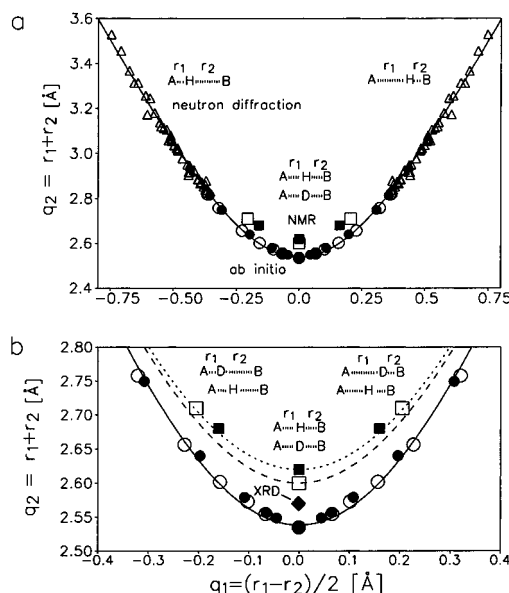 a
3.6
3.4
3.2
3.0
2.8
2.6
2.4
q₂ = r₁+r₂ [Å]
r₁ r₂
A┉H┉┉B
r₁ r₂
A┉┉H┉B
neutron diffraction
r₁ r₂
A┉H┉B
A┉D┉B
NMR
ab initio
−0.75 −0.50 −0.25 0.0 0.25 0.50 0.75
b
2.80
2.75
2.70
2.65
2.60
2.55
2.50
q₂ = r₁+r₂ [Å]
r₁ r₂
A┉D┉┉B
A┉H┉┉B
r₁ r₂
A┉┉D┉B
A┉┉H┉B
r₁ r₂
A┉H┉B
A┉D┉B
XRD
−0.4 −0.3 −0.2 −0.1 0.0 0.1 0.2 0.3 0.4
q₁=(r₁−r₂)/2 [Å]